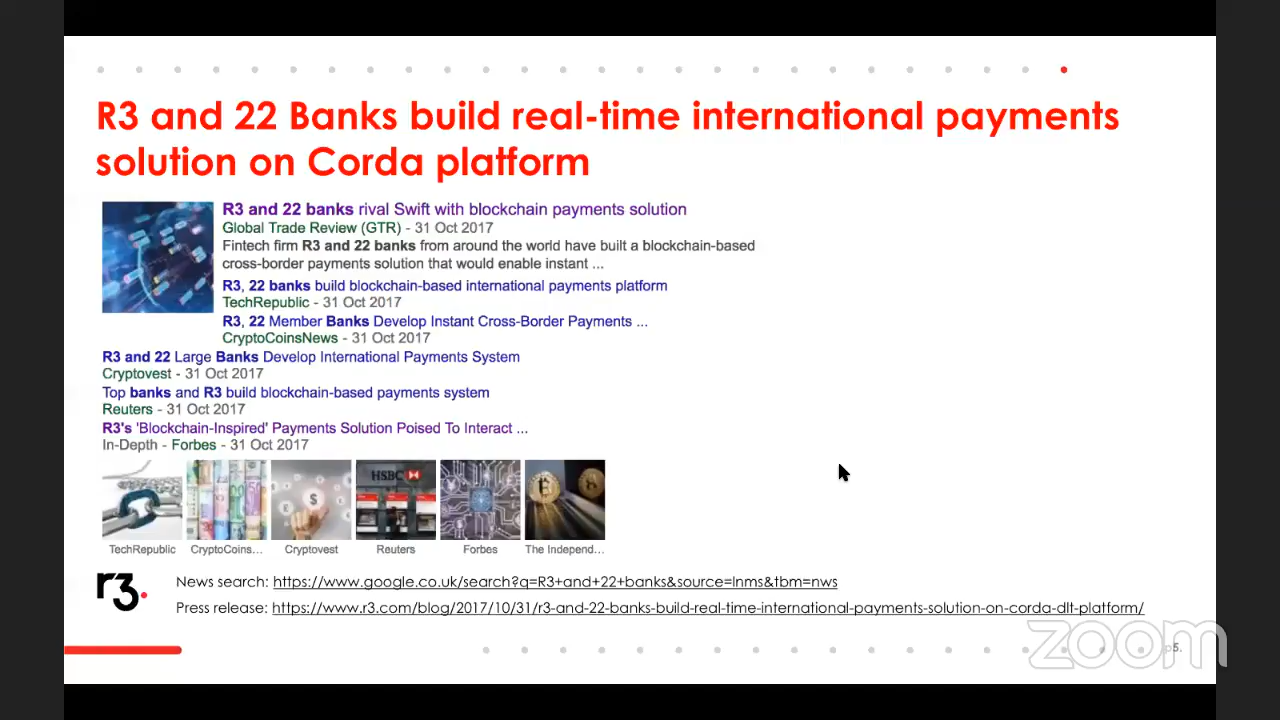 R3 and 22 Banks build real-time international payments
solution on Corda platform
R3 and 22 banks rival Swift with blockchain payments solution
Global Trade Review (GTR) - 31 Oct 2017
Fintech firm R3 and 22 banks from around the world have built a blockchain-based
cross-border payments solution that would enable instant ...
R3, 22 banks build blockchain-based international payments platform
TechRepublic - 31 Oct 2017
R3, 22 Member Banks Develop Instant Cross-Border Payments ...
CryptoCoinsNews - 31 Oct 2017
R3 and 22 Large Banks Develop International Payments System
Cryptovest - 31 Oct 2017
Top banks and R3 build blockchain-based payments system
Reuters - 31 Oct 2017
R3's 'Blockchain-Inspired' Payments Solution Poised To Interact ...
In-Depth - Forbes - 31 Oct 2017
HSBC
TechRepublic CryptoCoins... Cryptovest Reuters Forbes The Independ...
r3.
News search: https://www.google.co.uk/search?q=R3+and+22+banks&source=lnms&tbm=nws
Press release: https://www.r3.com/blog/2017/10/31/r3-and-22-banks-build-real-time-international-payments-solution-on-corda-dlt-platform/
zoom
p5.